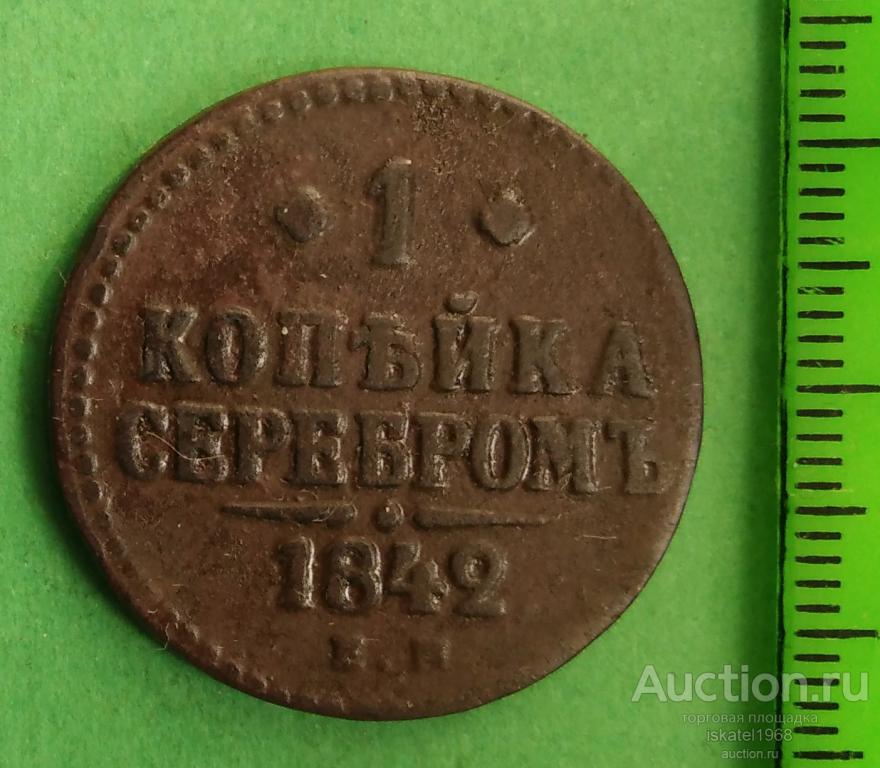 1
КОПѢЙКА
СЕРЕБРОМЪ
1842
Auction.ru
торговая площадка
iskatel1968
auction.ru